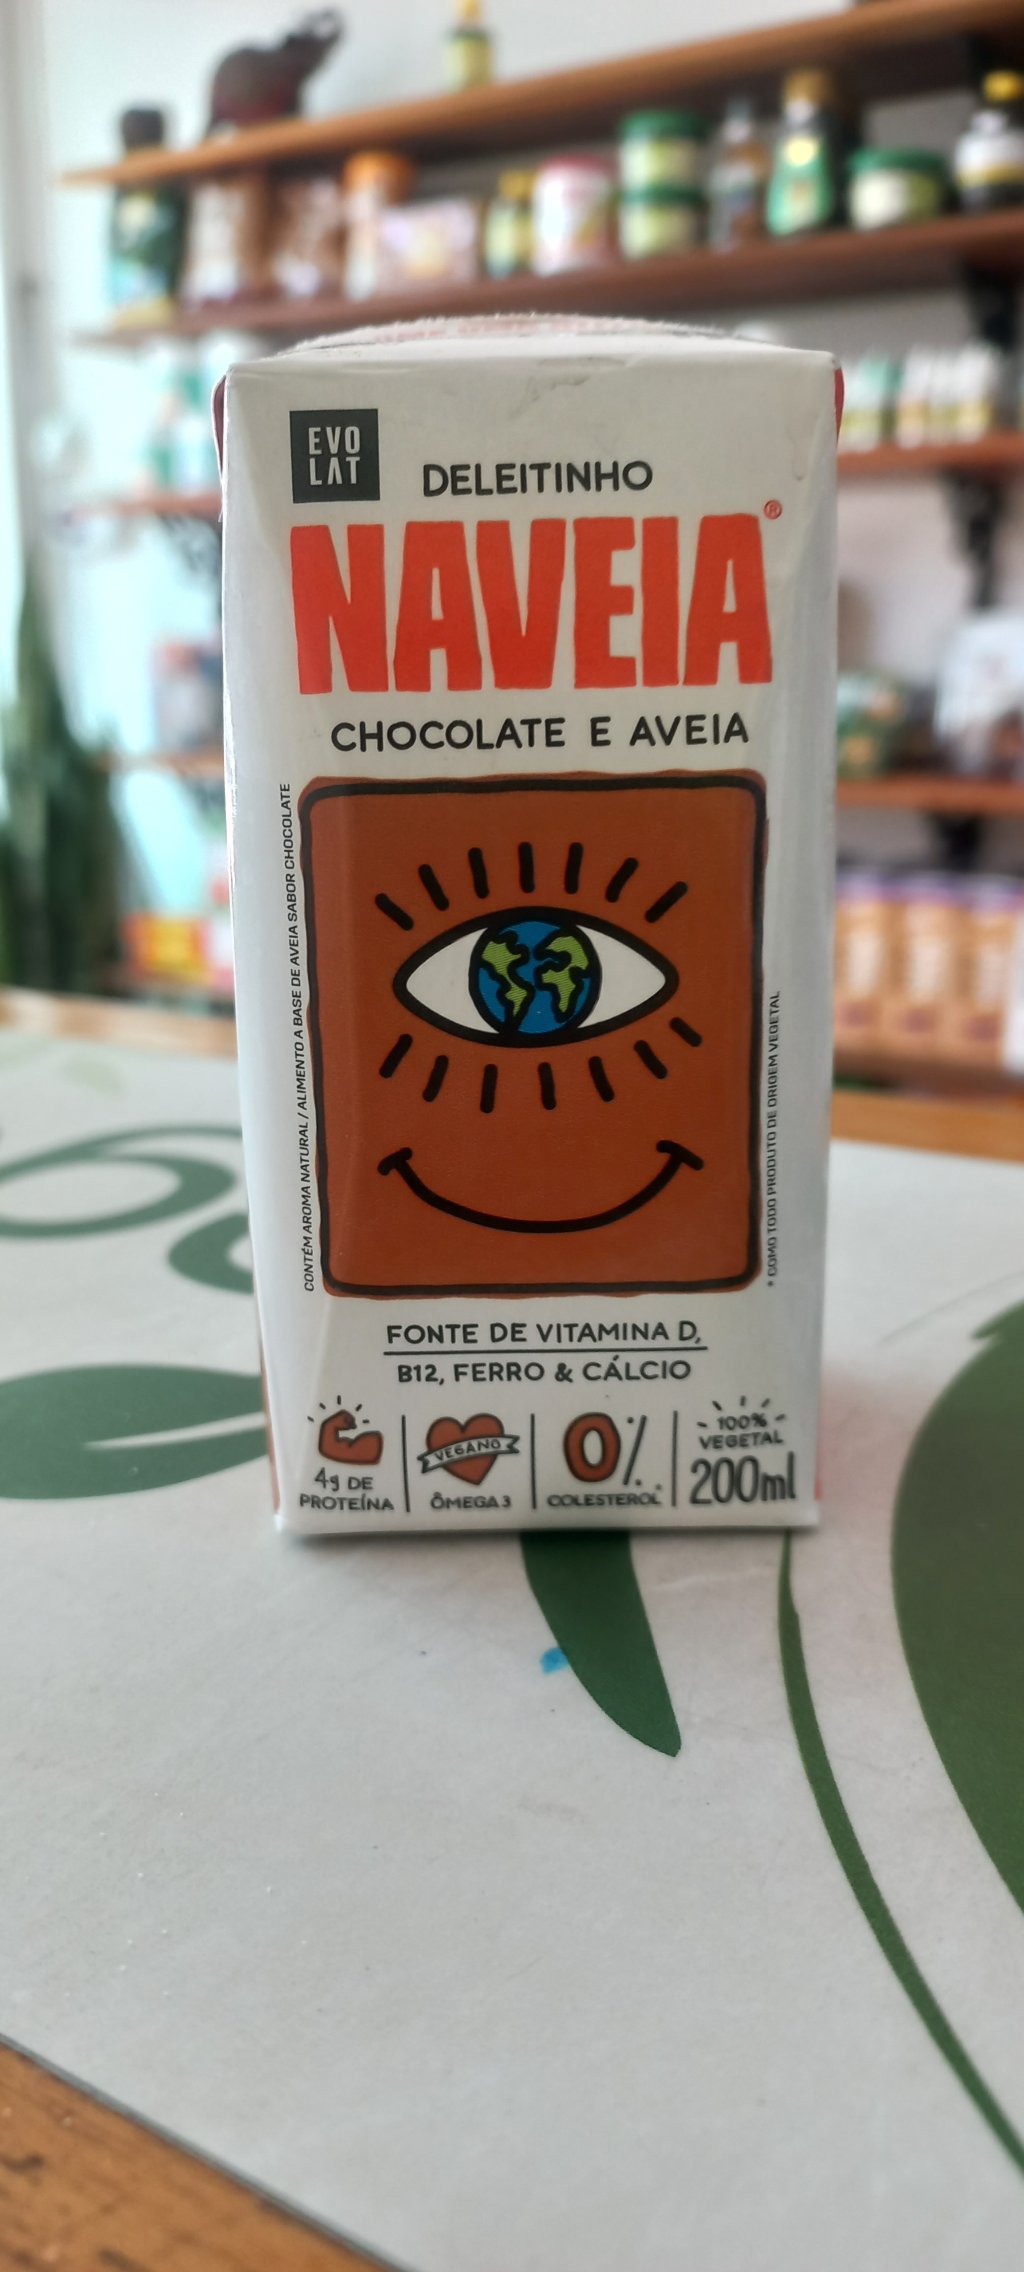 EVO
LAT
DELEITINHO
NAVEIA®
CHOCOLATE E AVEIA
CONTÉM AROMA NATURAL / ALIMENTO A BASE DE AVEIA SABOR CHOCOLATE
* COMO TODO PRODUTO DE ORIGEM VEGETAL
FONTE DE VITAMINA D,
B12, FERRO & CÁLCIO
4g DE
PROTEÍNA
VEGANO
ÔMEGA 3
0%
COLESTEROL*
100%
VEGETAL
200ml